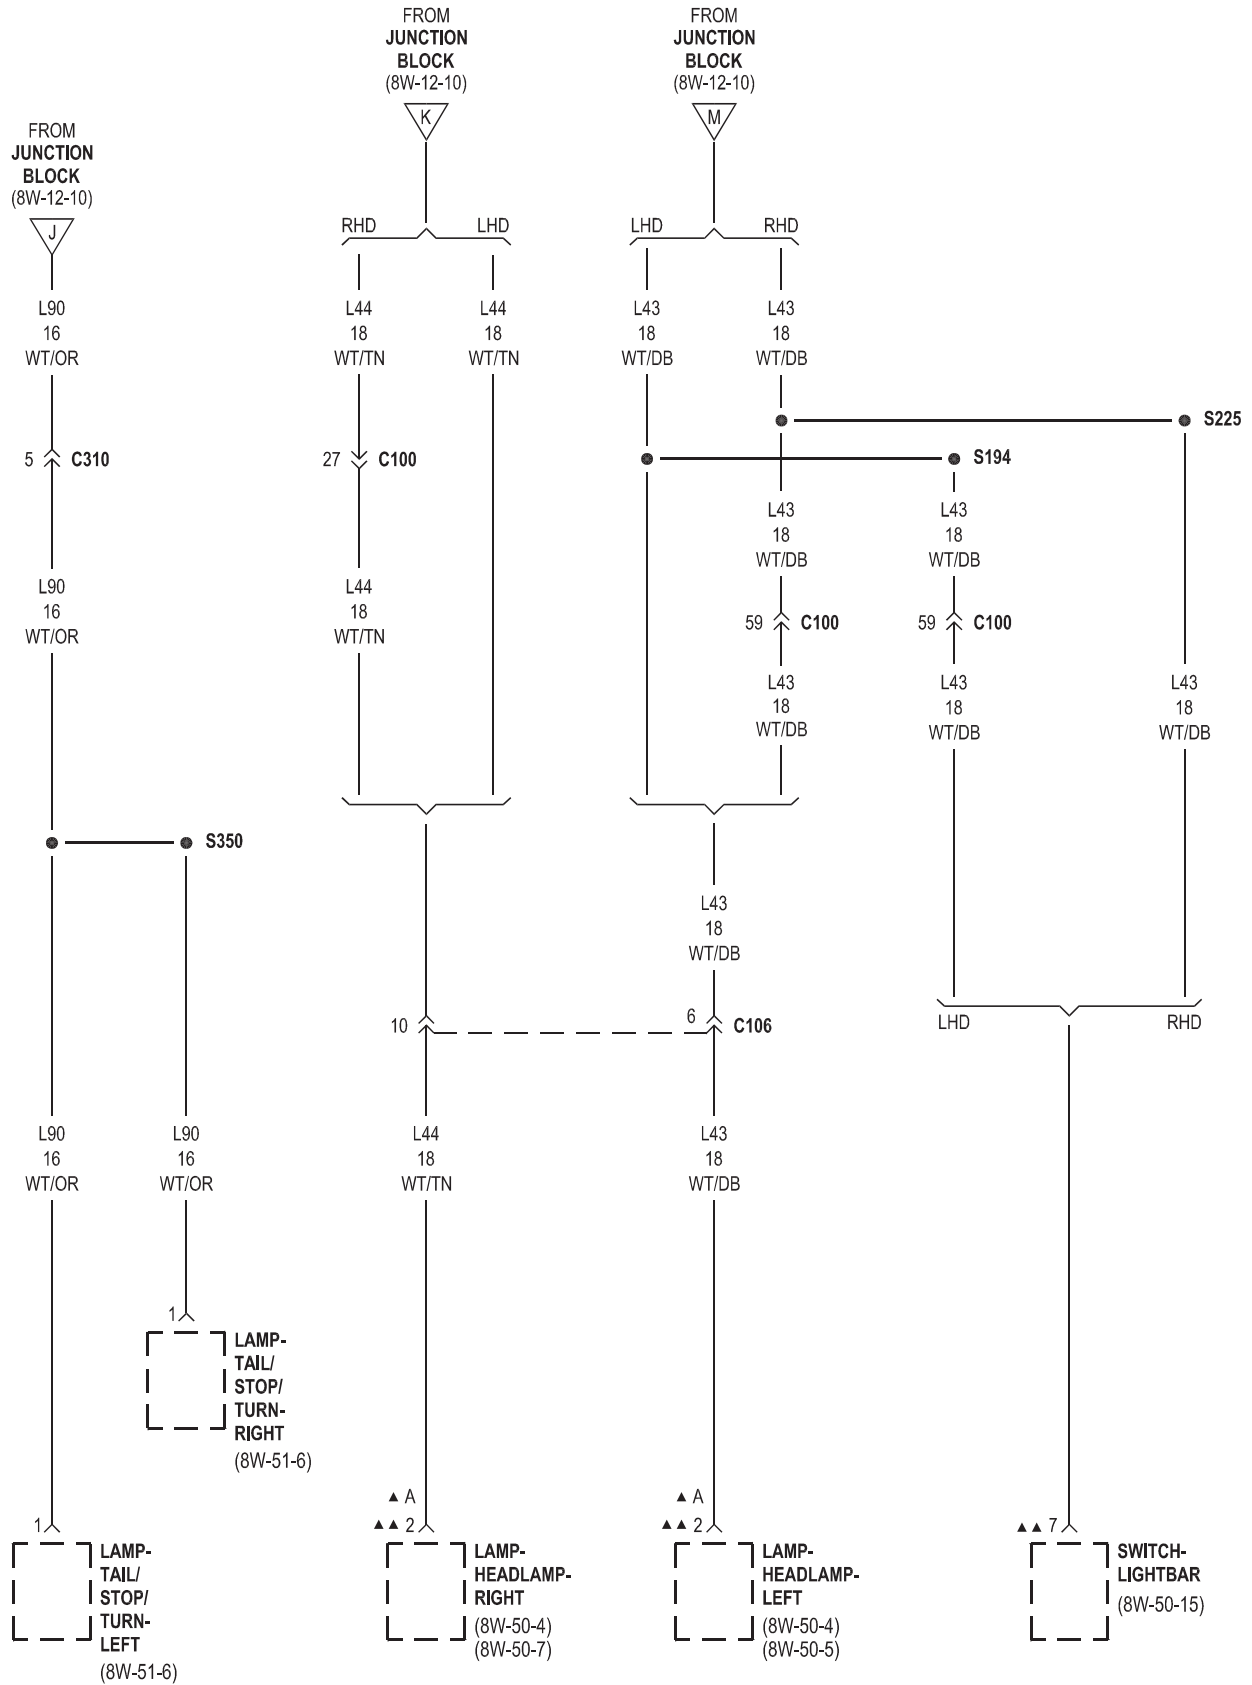 FROM
JUNCTION
BLOCK
(8W-12-10)
K
FROM
JUNCTION
BLOCK
(8W-12-10)
M
FROM
JUNCTION
BLOCK
(8W-12-10)
J
RHD
LHD
LHD
RHD
L90
16
WT/OR
L44
18
WT/TN
L44
18
WT/TN
L43
18
WT/DB
L43
18
WT/DB
S225
5
C310
27
C100
S194
L43
18
WT/DB
L43
18
WT/DB
L90
16
WT/OR
L44
18
WT/TN
59
C100
59
C100
L43
18
WT/DB
L43
18
WT/DB
L43
18
WT/DB
S350
L43
18
WT/DB
10
6
C106
LHD
RHD
L90
16
WT/OR
L90
16
WT/OR
L44
18
WT/TN
L43
18
WT/DB
1
LAMP-
TAIL/
STOP/
TURN-
RIGHT
(8W-51-6)
1
LAMP-
TAIL/
STOP/
TURN-
LEFT
(8W-51-6)
▲ A
▲▲ 2
LAMP-
HEADLAMP-
RIGHT
(8W-50-4)
(8W-50-7)
▲ A
▲▲ 2
LAMP-
HEADLAMP-
LEFT
(8W-50-4)
(8W-50-5)
▲▲ 7
SWITCH-
LIGHTBAR
(8W-50-15)